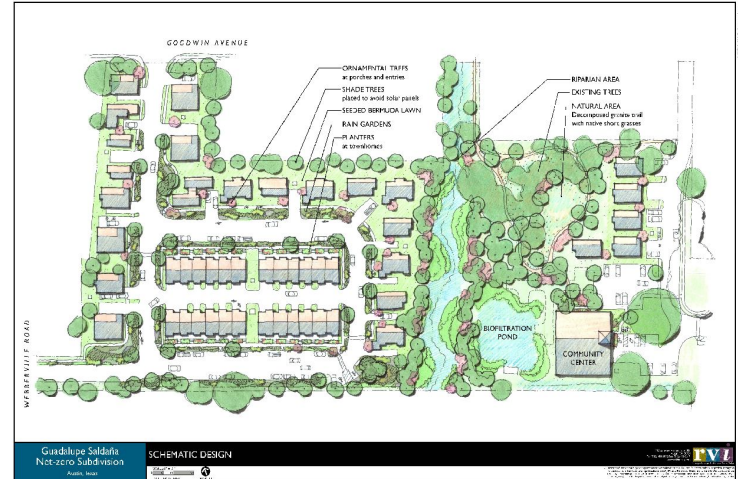 GOODWIN AVENUE
ORNAMENTAL TREES
at porches and entries
SHADE TREES
plated to avoid solar panels
SEEDED BERMUDA LAWN
RAIN GARDENS
PLANTERS
at townhomes
RIPARIAN AREA
EXISTING TREES
NATURAL AREA
Decomposed granite trail
with native short grasses
WEBBERVILLE ROAD
BIOFILTRATION
POND
COMMUNITY
CENTER
Guadalupe Saldaña
Net-zero Subdivision
Austin, Texas
SCHEMATIC DESIGN
rvi